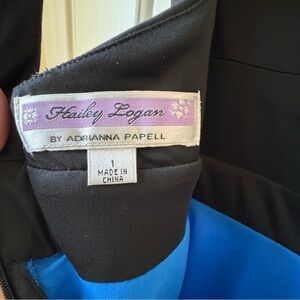 Hailey Logan
BY ADRIANNA PAPELL
1
MADE IN
CHINA